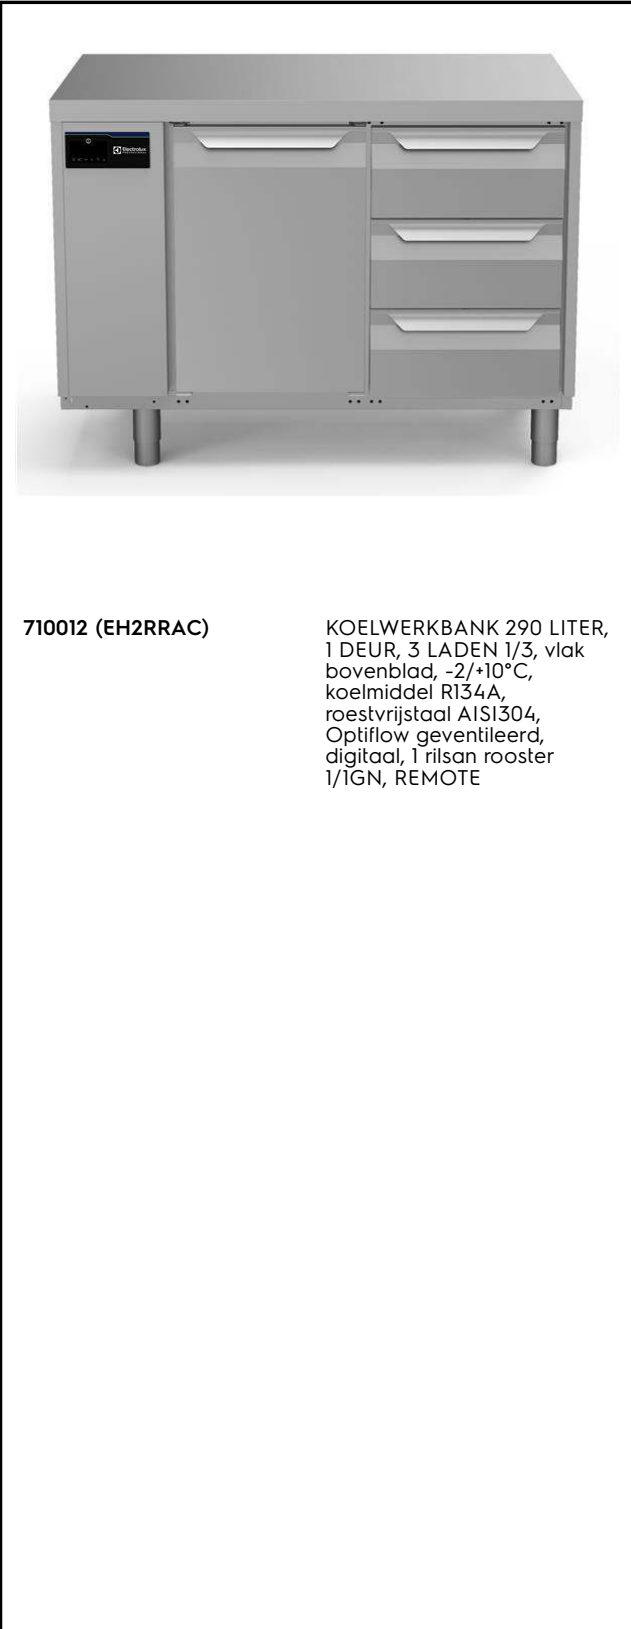 Electrolux
710012 (EH2RRAC)
KOELWERKBANK 290 LITER,
1 DEUR, 3 LADEN 1/3, vlak
bovenblad, -2/+10°C,
koelmiddel R134A,
roestvrijstaal AISI304,
Optiflow geventileerd,
digitaal, 1 rilsan rooster
1/1GN, REMOTE